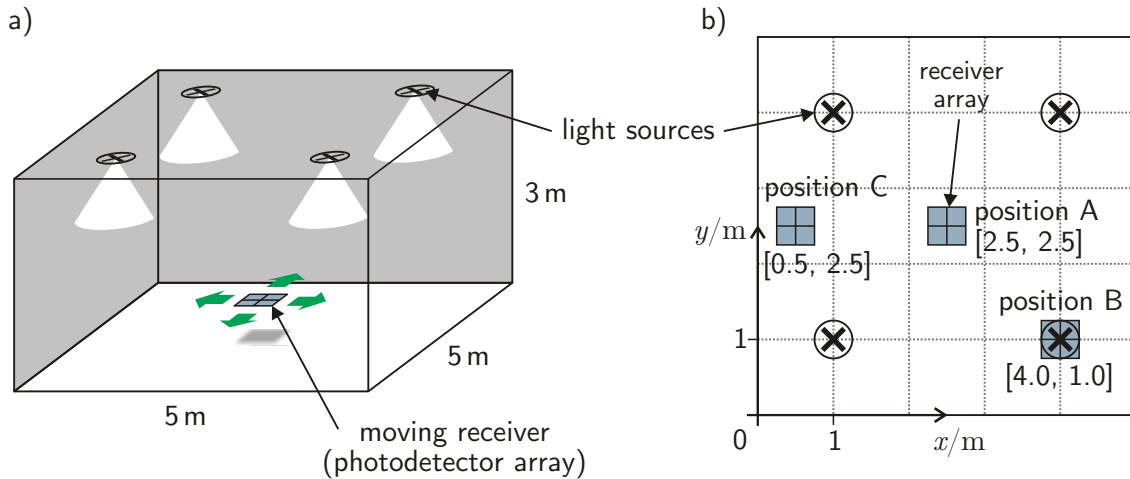 a)
light sources
3 m
5 m
5 m
moving receiver
(photodetector array)
b)
receiver
array
position C
position A
y/m
[2.5, 2.5]
[0.5, 2.5]
position B
1
[4.0, 1.0]
0
1
x/m